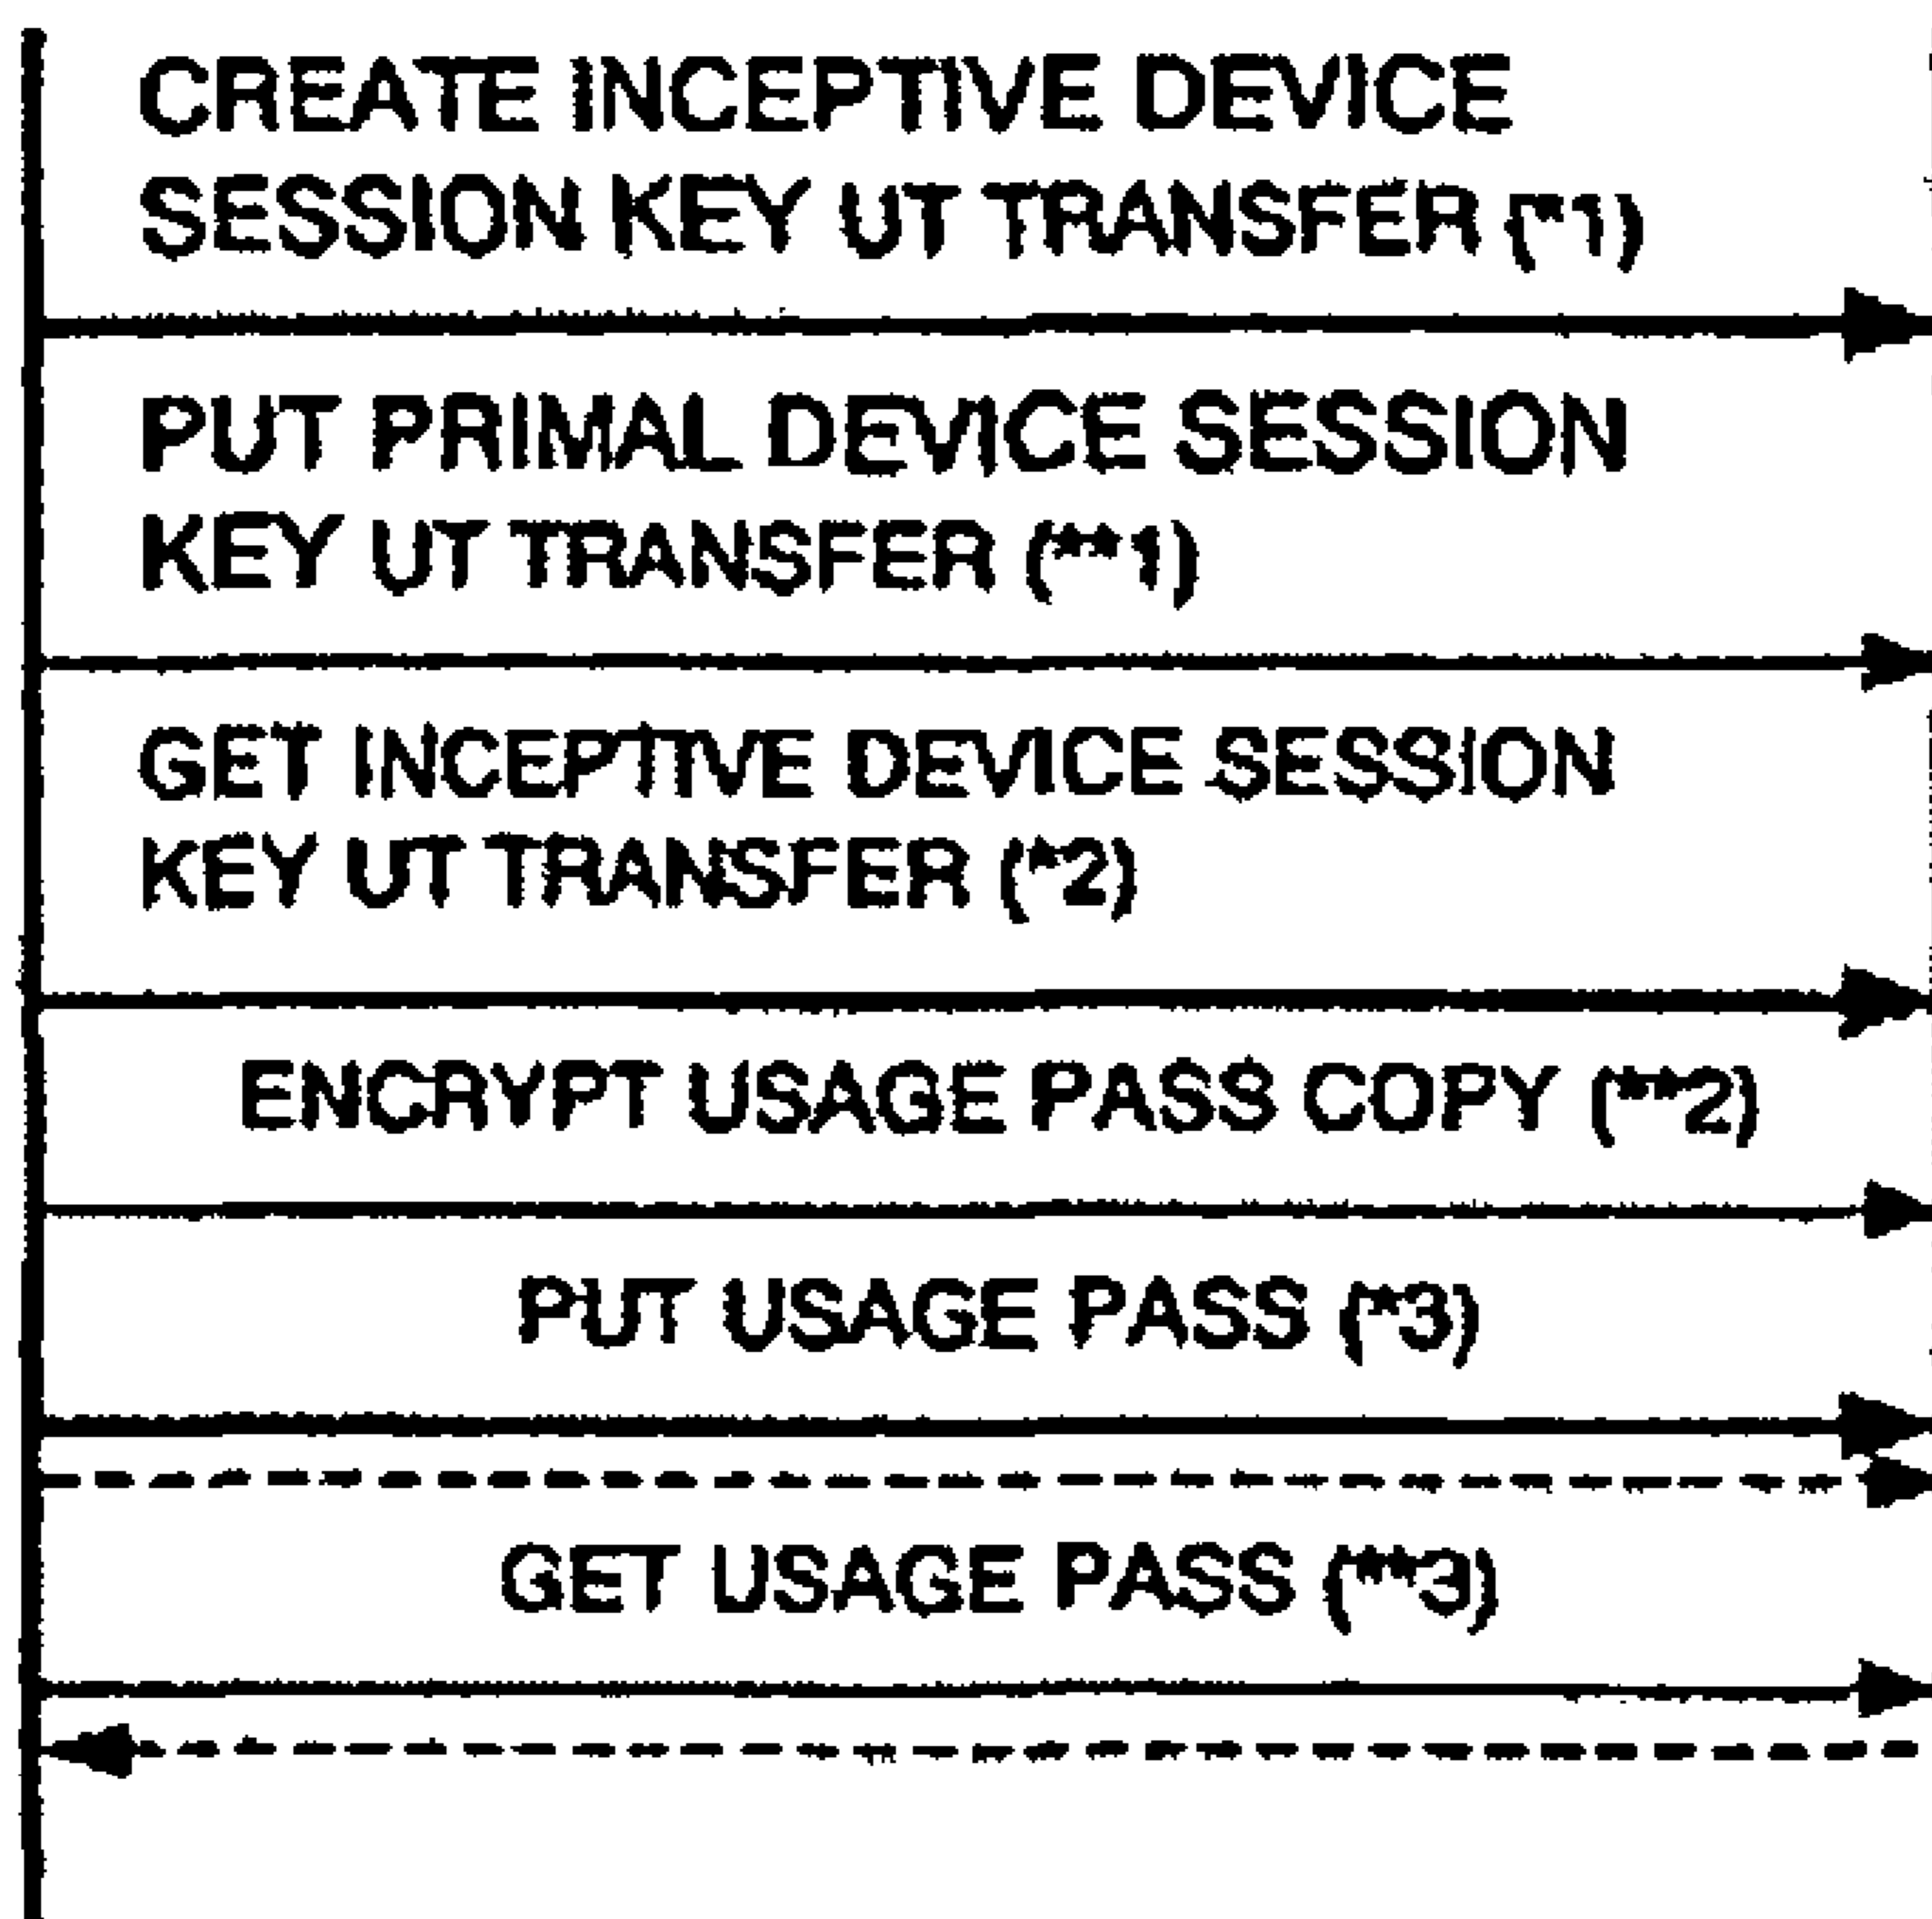 CREATE INCEPTIVE DEVICE
SESSION KEY UT TRANSFER (*1)
PUT PRIMAL DEVICE SESSION
KEY UT TRANSFER (**1)
GET INCEPTIVE DEVICE SESSION
KEY UT TRANSFER (*2)
ENCRYPT USAGE PASS COPY (**2)
PUT USAGE PASS (*3)
GET USAGE PASS (**3)